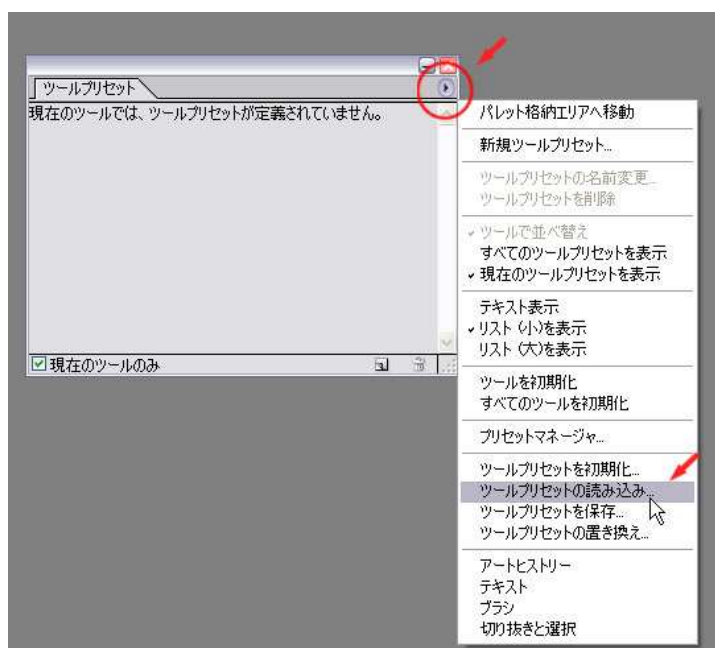 ツールプリセット
現在のツールでは、ツールプリセットが定義されていません。
現在のツールのみ
パレット格納エリアへ移動
新規ツールプリセット...
ツールプリセットの名前変更...
ツールプリセットを削除
ツールで並べ替え
すべてのツールプリセットを表示
現在のツールプリセットを表示
テキスト表示
リスト (小)を表示
リスト (大)を表示
ツールを初期化
すべてのツールを初期化
プリセットマネージャ...
ツールプリセットを初期化...
ツールプリセットの読み込み...
ツールプリセットを保存...
ツールプリセットの置き換え...
アートヒストリー
テキスト
ブラシ
切り抜きと選択